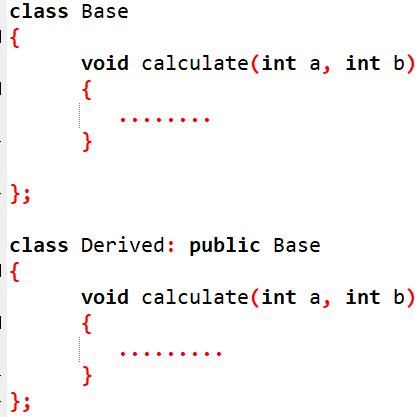 class Base
{
void calculate(int a, int b)
{
........
}
};
class Derived: public Base
{
void calculate(int a, int b)
{
.........
}
};